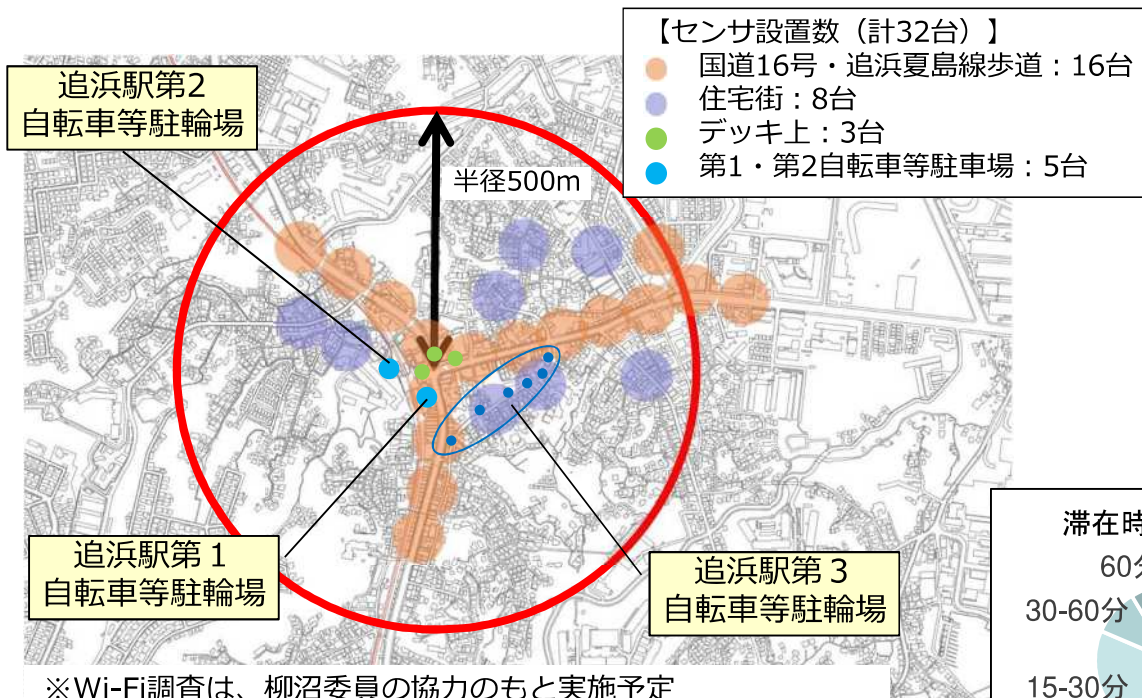 【センサ設置数（計32台）】
国道16号・追浜夏島線歩道：16台
住宅街：8台
デッキ上：3台
第1・第2自転車等駐車場：5台
追浜駅第2
自転車等駐輪場
半径500m
追浜駅第１
自転車等駐輪場
追浜駅第３
自転車等駐輪場
※Wi-Fi調査は、柳沼委員の協力のもと実施予定
滞在時
60分
30-60分
15-30分